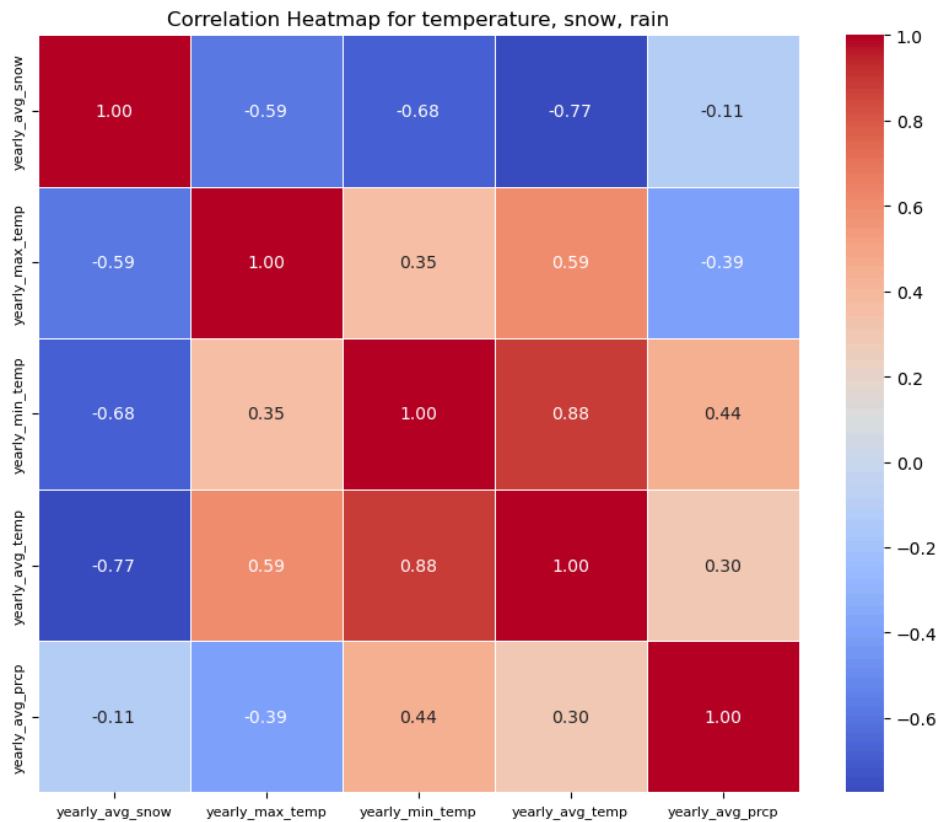 Correlation Heatmap for temperature, snow, rain
yearly_avg_snow 1.00 -0.59 -0.68 -0.77 -0.11
yearly_max_temp -0.59 1.00 0.35 0.59 -0.39
yearly_min_temp -0.68 0.35 1.00 0.88 0.44
yearly_avg_temp -0.77 0.59 0.88 1.00 0.30
yearly_avg_prcp -0.11 -0.39 0.44 0.30 1.00
yearly_avg_snow yearly_max_temp yearly_min_temp yearly_avg_temp yearly_avg_prcp
1.0
0.8
0.6
0.4
0.2
0.0
−0.2
−0.4
−0.6